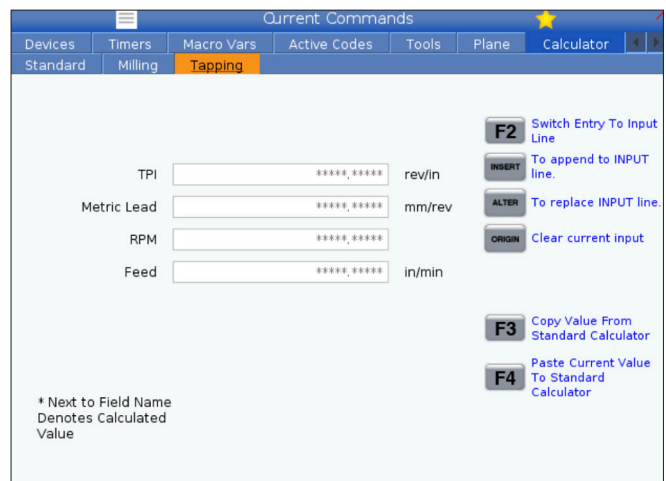 Current Commands
Devices Timers Macro Vars Active Codes Tools Plane Calculator
Standard Milling Tapping
F2 Switch Entry To Input
Line
INSERT To append to INPUT
line.
TPI *****.***** rev/in
Metric Lead *****.***** mm/rev
ALTER To replace INPUT line.
RPM *****.*****
ORIGIN Clear current input
Feed *****.***** in/min
F3 Copy Value From
Standard Calculator
F4 Paste Current Value
To Standard
Calculator
* Next to Field Name
Denotes Calculated
Value